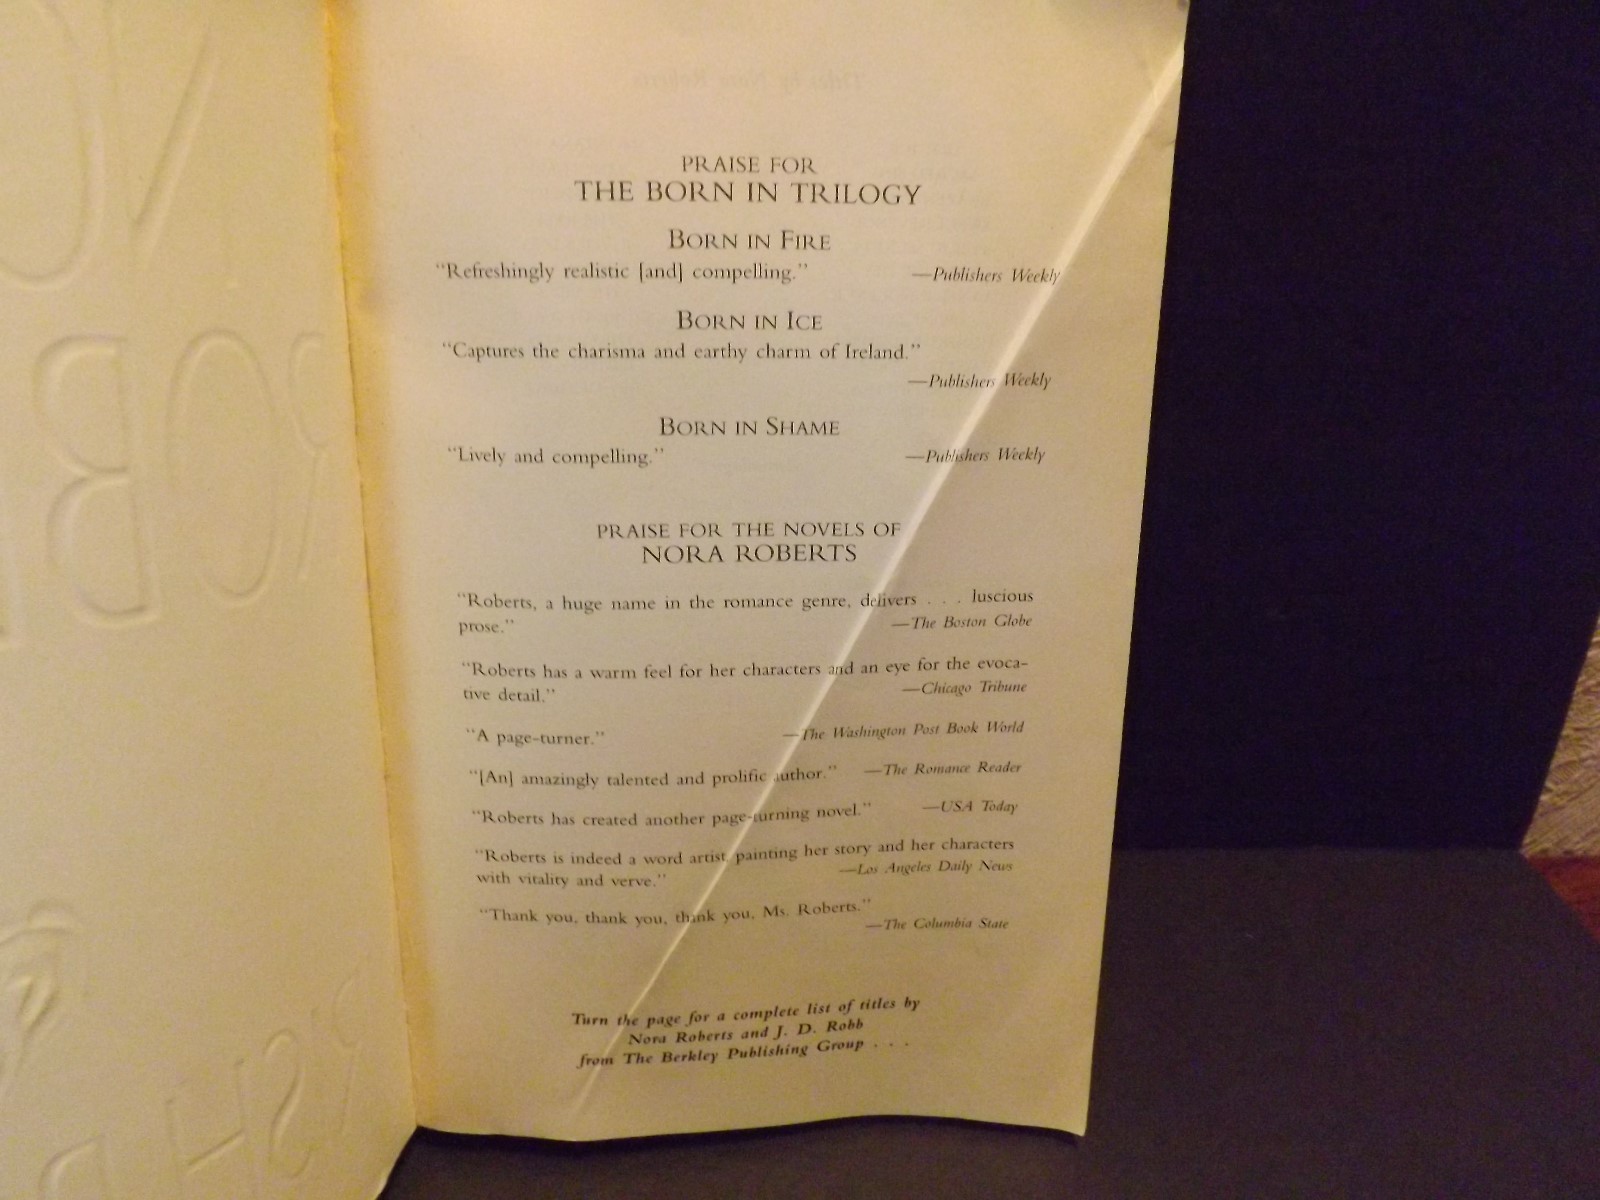 PRAISE FOR
THE BORN IN TRILOGY
BORN IN FIRE
“Refreshingly realistic [and] compelling.” —Publishers Weekly
BORN IN ICE
“Captures the charisma and earthy charm of Ireland.”
—Publishers Weekly
BORN IN SHAME
“Lively and compelling.” —Publishers Weekly
PRAISE FOR THE NOVELS OF
NORA ROBERTS
“Roberts, a huge name in the romance genre, delivers . . . luscious
prose.” —The Boston Globe
“Roberts has a warm feel for her characters and an eye for the evoca-
tive detail.” —Chicago Tribune
“A page-turner.” —The Washington Post Book World
“[An] amazingly talented and prolific author.” —The Romance Reader
“Roberts has created another page-turning novel.” —USA Today
“Roberts is indeed a word artist, painting her story and her characters
with vitality and verve.” —Los Angeles Daily News
“Thank you, thank you, thank you, Ms. Roberts.”
—The Columbia State
Turn the page for a complete list of titles by
Nora Roberts and J. D. Robb
from The Berkley Publishing Group . . .